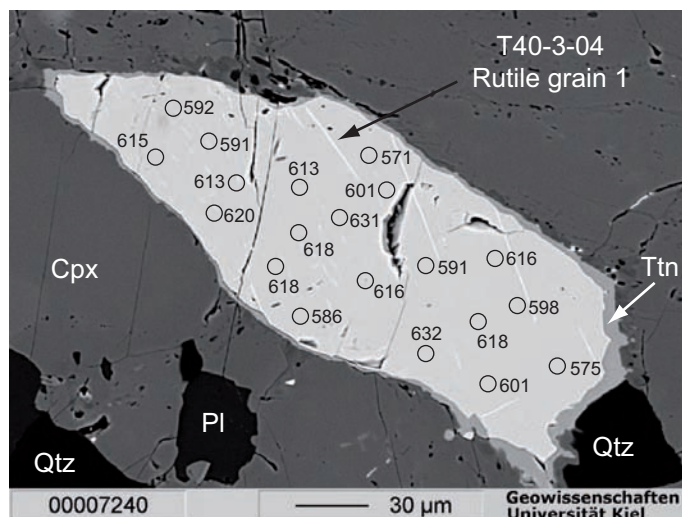 T40-3-04
Rutile grain 1
592
591
615
613
613
571
601
620
631
618
Cpx
618
616
591
616
Ttn
598
586
618
632
575
601
Pl
Qtz
Qtz
00007240
30 µm
Geowissenschaften
Universität Kiel